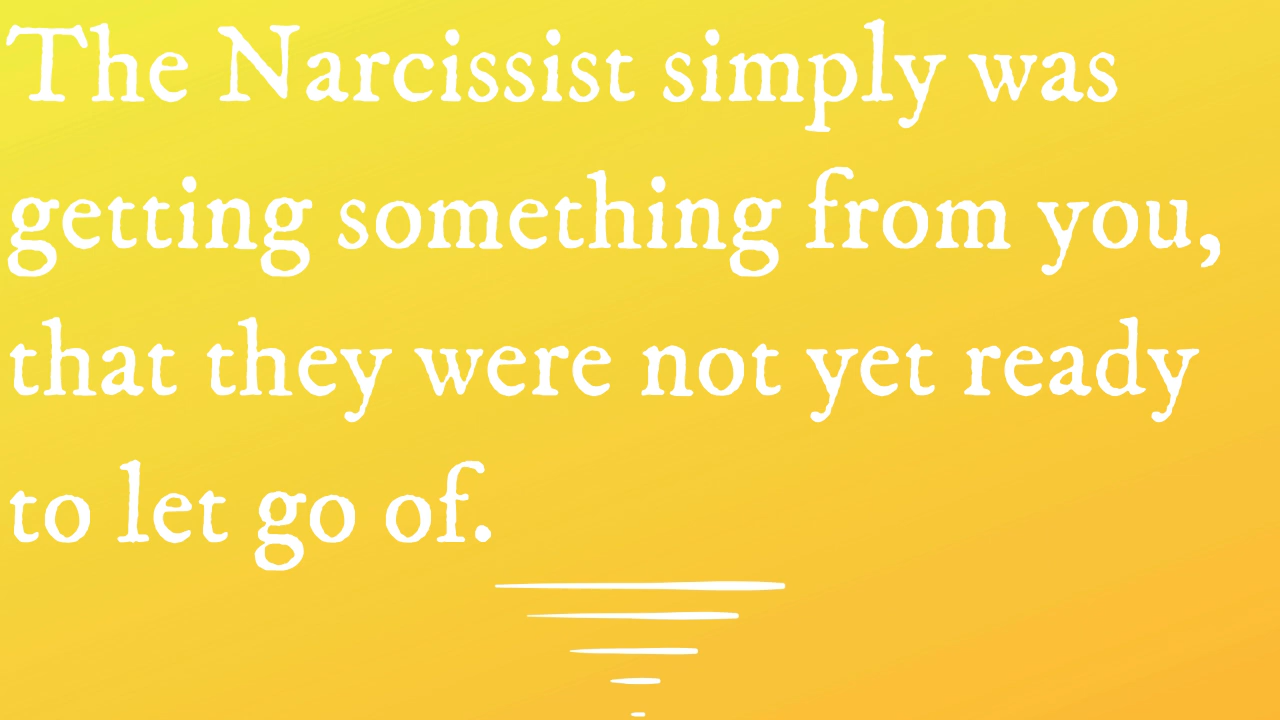 The Narcissist simply was
getting something from you,
that they were not yet ready
to let go of.